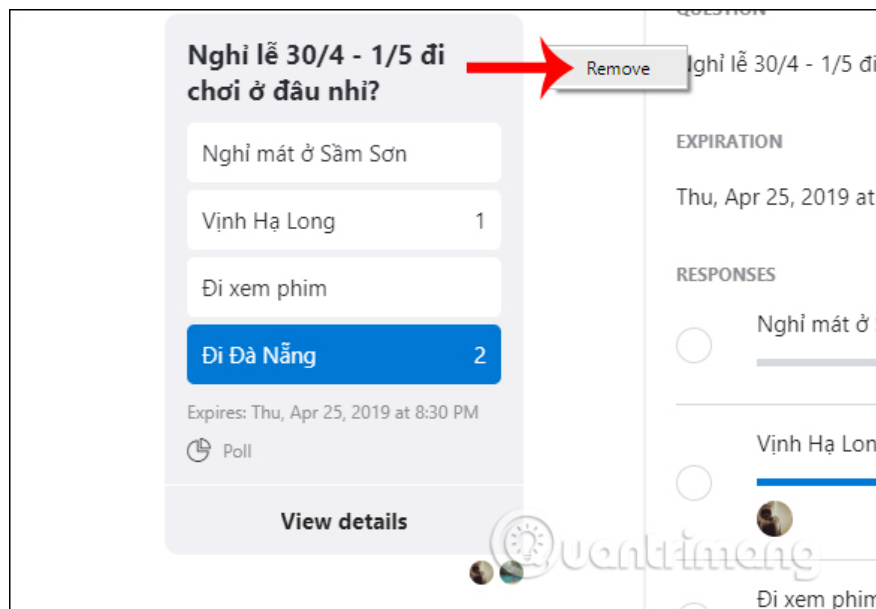 Nghỉ lễ 30/4 - 1/5 đi
chơi ở đâu nhỉ?
Nghỉ mát ở Sầm Sơn
Vịnh Hạ Long 1
Đi xem phim
Đi Đà Nẵng 2
Expires: Thu, Apr 25, 2019 at 8:30 PM
Poll
View details
Remove
QUESTION
Nghỉ lễ 30/4 - 1/5 đi
EXPIRATION
Thu, Apr 25, 2019 at
RESPONSES
Nghỉ mát ở
Vịnh Hạ Lon
Đi xem phim
Quantrimang